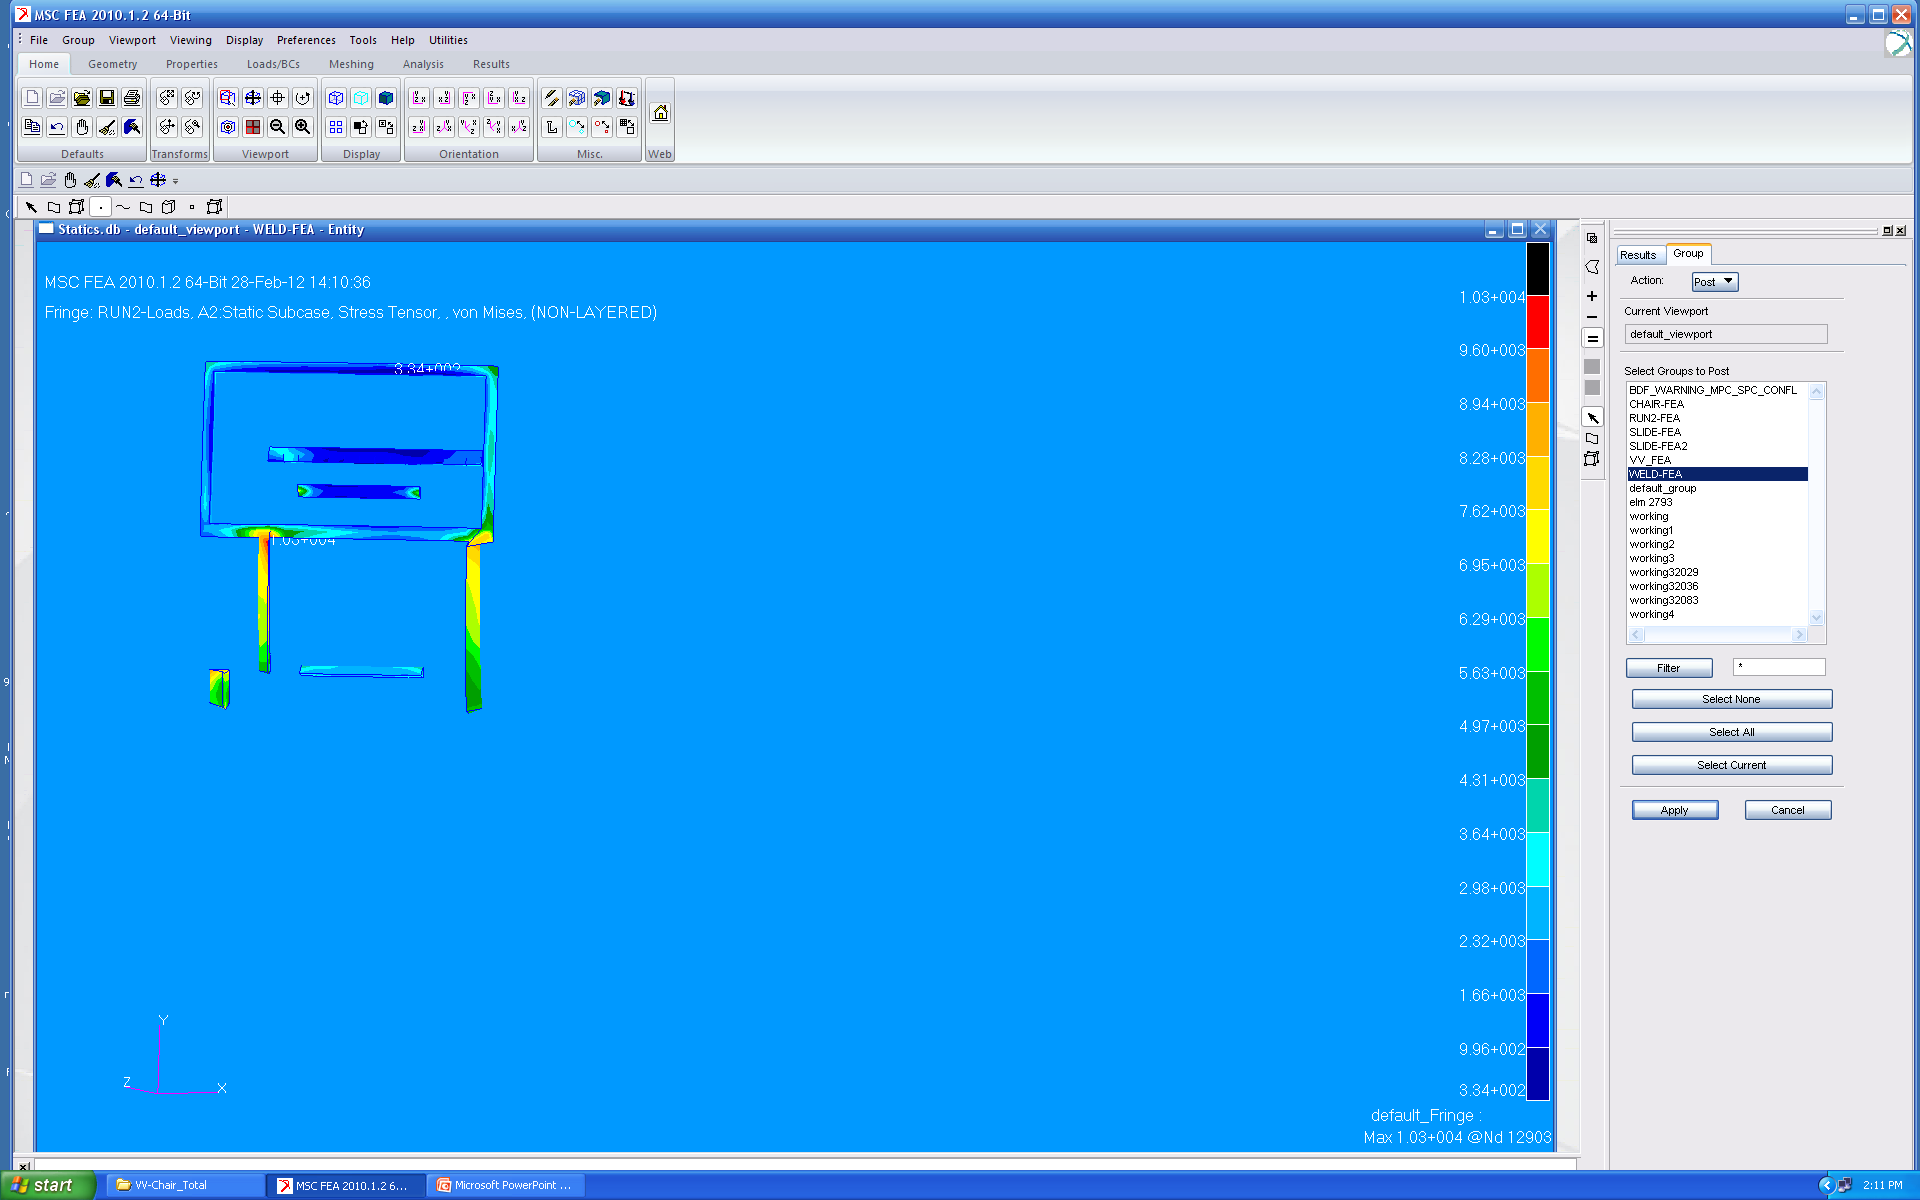 MSC FEA 2010.1.2 64-Bit
File Group Viewport Viewing Display Preferences Tools Help Utilities
Home Geometry Properties Loads/BCs Meshing Analysis Results
Defaults Transforms Viewport Display Orientation Misc. Web
Statics.db - default_viewport - WELD-FEA - Entity
MSC FEA 2010.1.2 64-Bit 28-Feb-12 14:10:36
Fringe: RUN2-Loads, A2:Static Subcase, Stress Tensor, , von Mises, (NON-LAYERED)
3.34+002
1.03+004
1.03+004
9.60+003
8.94+003
8.28+003
7.62+003
6.95+003
6.29+003
5.63+003
4.97+003
4.31+003
3.64+003
2.98+003
2.32+003
1.66+003
9.96+002
3.34+002
default_Fringe :
Max 1.03+004 @Nd 12903
Y
Z
X
Results Group
Action: Post
Current Viewport
default_viewport
Select Groups to Post
BDF_WARNING_MPC_SPC_CONFL
CHAIR-FEA
RUN2-FEA
SLIDE-FEA
SLIDE-FEA2
VV_FEA
WELD-FEA
default_group
elm 2793
working
working1
working2
working3
working32029
working32036
working32083
working4
Filter *
Select None
Select All
Select Current
Apply Cancel
start VV-Chair_Total MSC FEA 2010.1.2 6... Microsoft PowerPoint ... 2:11 PM